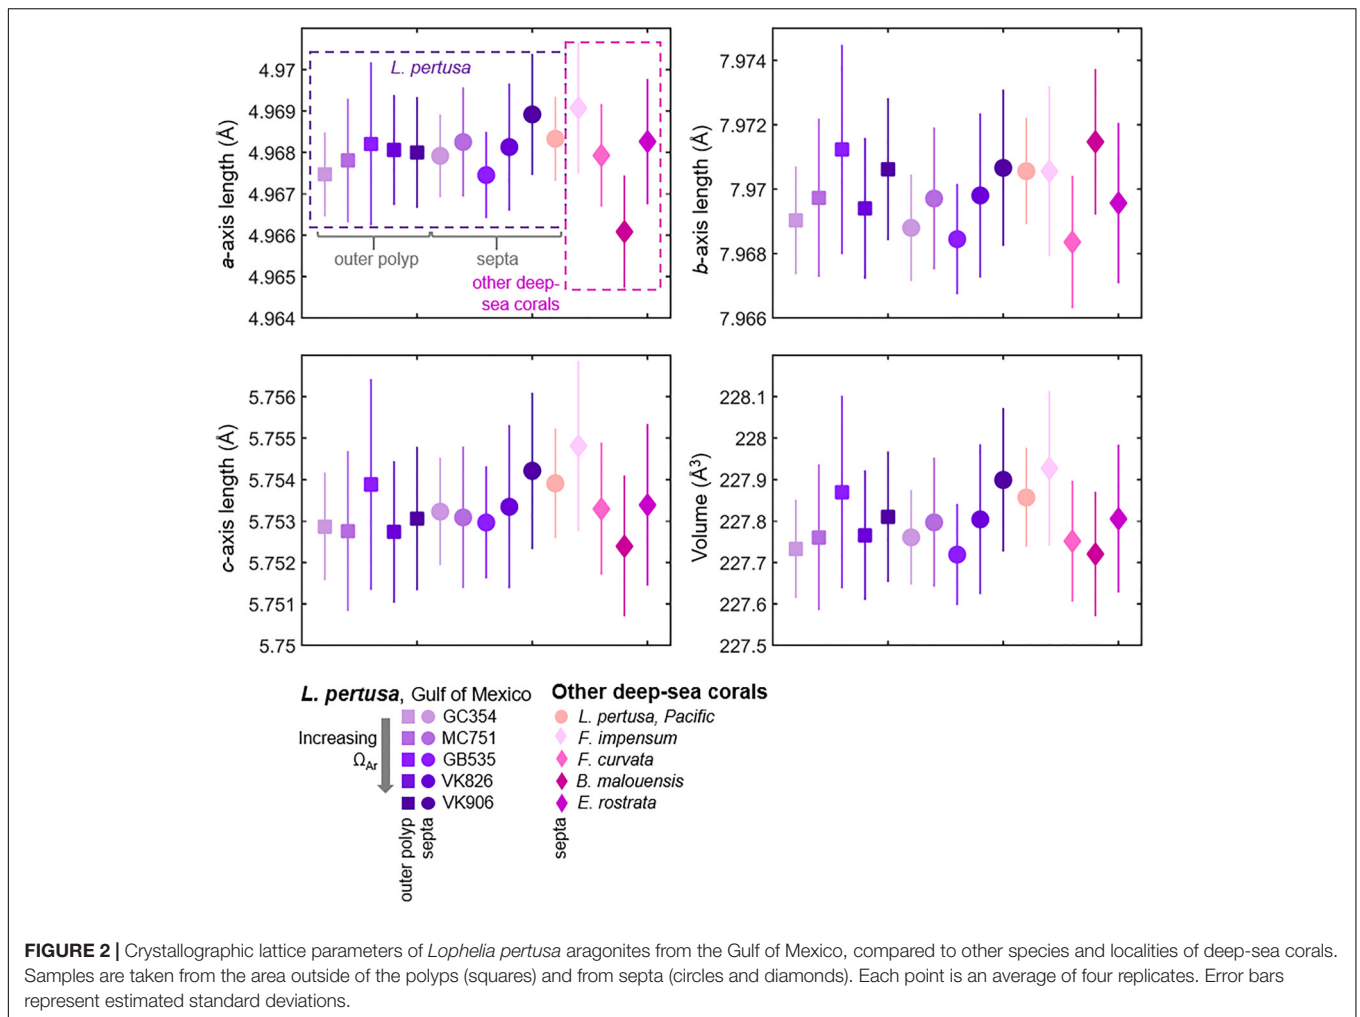 4.97
4.969
4.968
4.967
4.966
4.965
4.964
a-axis length (Å)
L. pertusa
outer polyp
septa
other deep-
sea corals
7.974
7.972
7.97
7.968
7.966
b-axis length (Å)
5.756
5.755
5.754
5.753
5.752
5.751
5.75
c-axis length (Å)
228.1
228
227.9
227.8
227.7
227.6
227.5
Volume (Å³)
L. pertusa, Gulf of Mexico
Increasing
ΩAr
GC354
MC751
GB535
VK826
VK906
outer polyp
septa
Other deep-sea corals
L. pertusa, Pacific
F. impensum
F. curvata
B. malouensis
E. rostrata
septa
FIGURE 2 | Crystallographic lattice parameters of Lophelia pertusa aragonites from the Gulf of Mexico, compared to other species and localities of deep-sea corals.
Samples are taken from the area outside of the polyps (squares) and from septa (circles and diamonds). Each point is an average of four replicates. Error bars
represent estimated standard deviations.